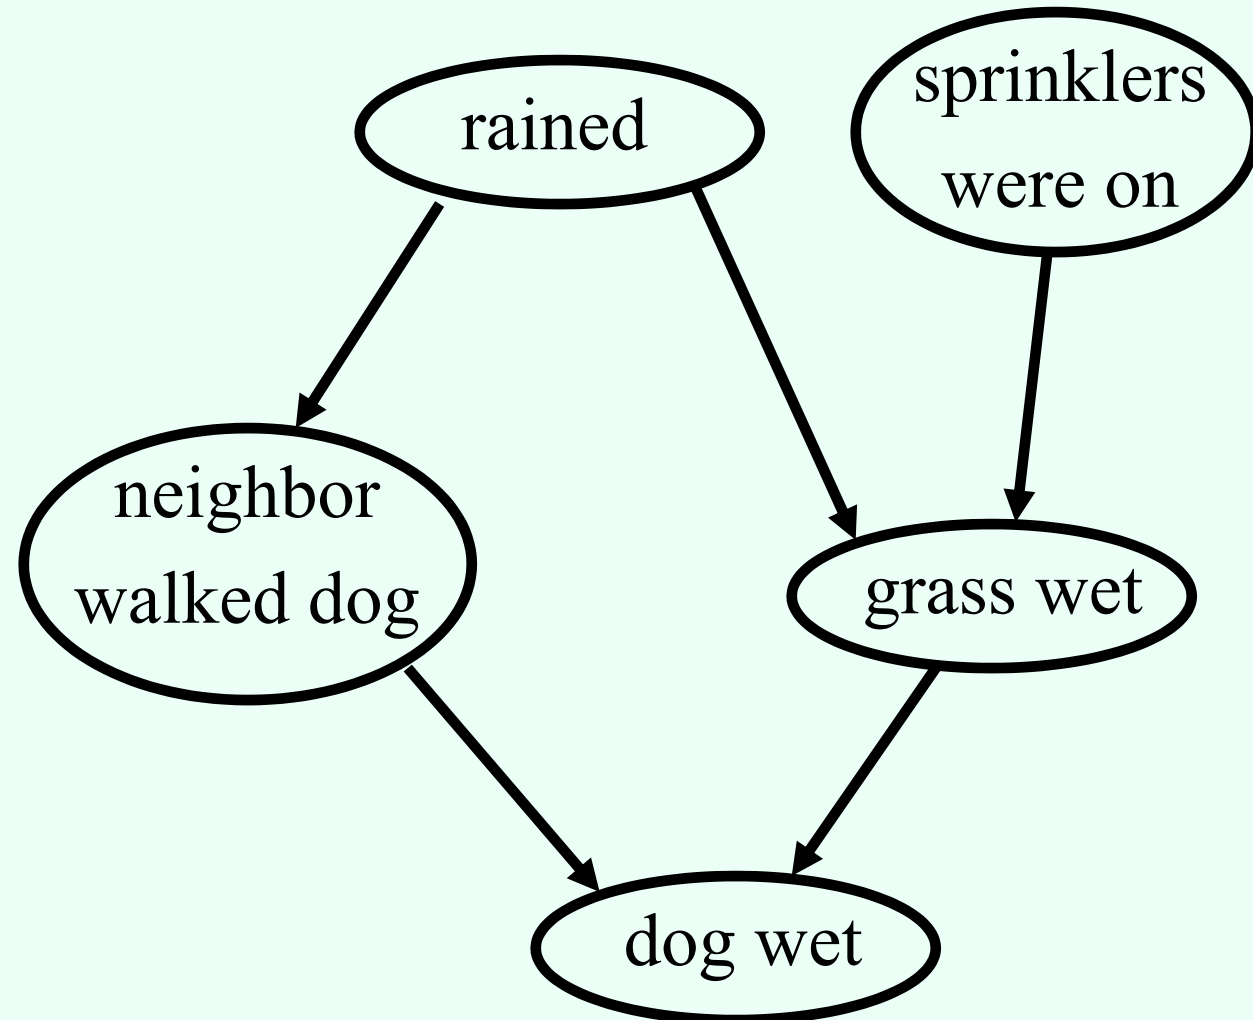 rained
sprinklers
were on
neighbor
walked dog
grass wet
dog wet